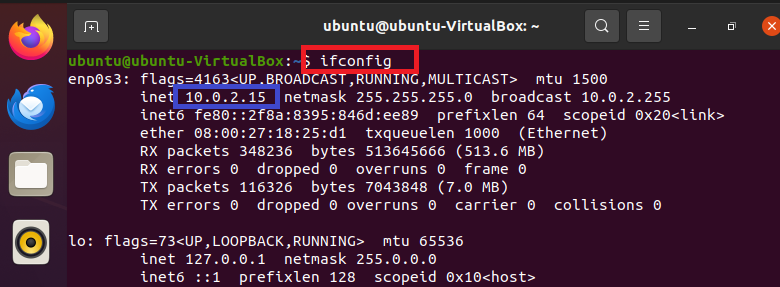 ubuntu@ubuntu-VirtualBox: ~
ubuntu@ubuntu-VirtualBox:~$ ifconfig
enp0s3: flags=4163<UP,BROADCAST,RUNNING,MULTICAST>  mtu 1500
        inet 10.0.2.15  netmask 255.255.255.0  broadcast 10.0.2.255
        inet6 fe80::2f8a:8395:846d:ee89  prefixlen 64  scopeid 0x20<link>
        ether 08:00:27:18:25:d1  txqueuelen 1000  (Ethernet)
        RX packets 348236  bytes 513645666 (513.6 MB)
        RX errors 0  dropped 0  overruns 0  frame 0
        TX packets 116326  bytes 7043848 (7.0 MB)
        TX errors 0  dropped 0 overruns 0  carrier 0  collisions 0
lo: flags=73<UP,LOOPBACK,RUNNING>  mtu 65536
        inet 127.0.0.1  netmask 255.0.0.0
        inet6 ::1  prefixlen 128  scopeid 0x10<host>